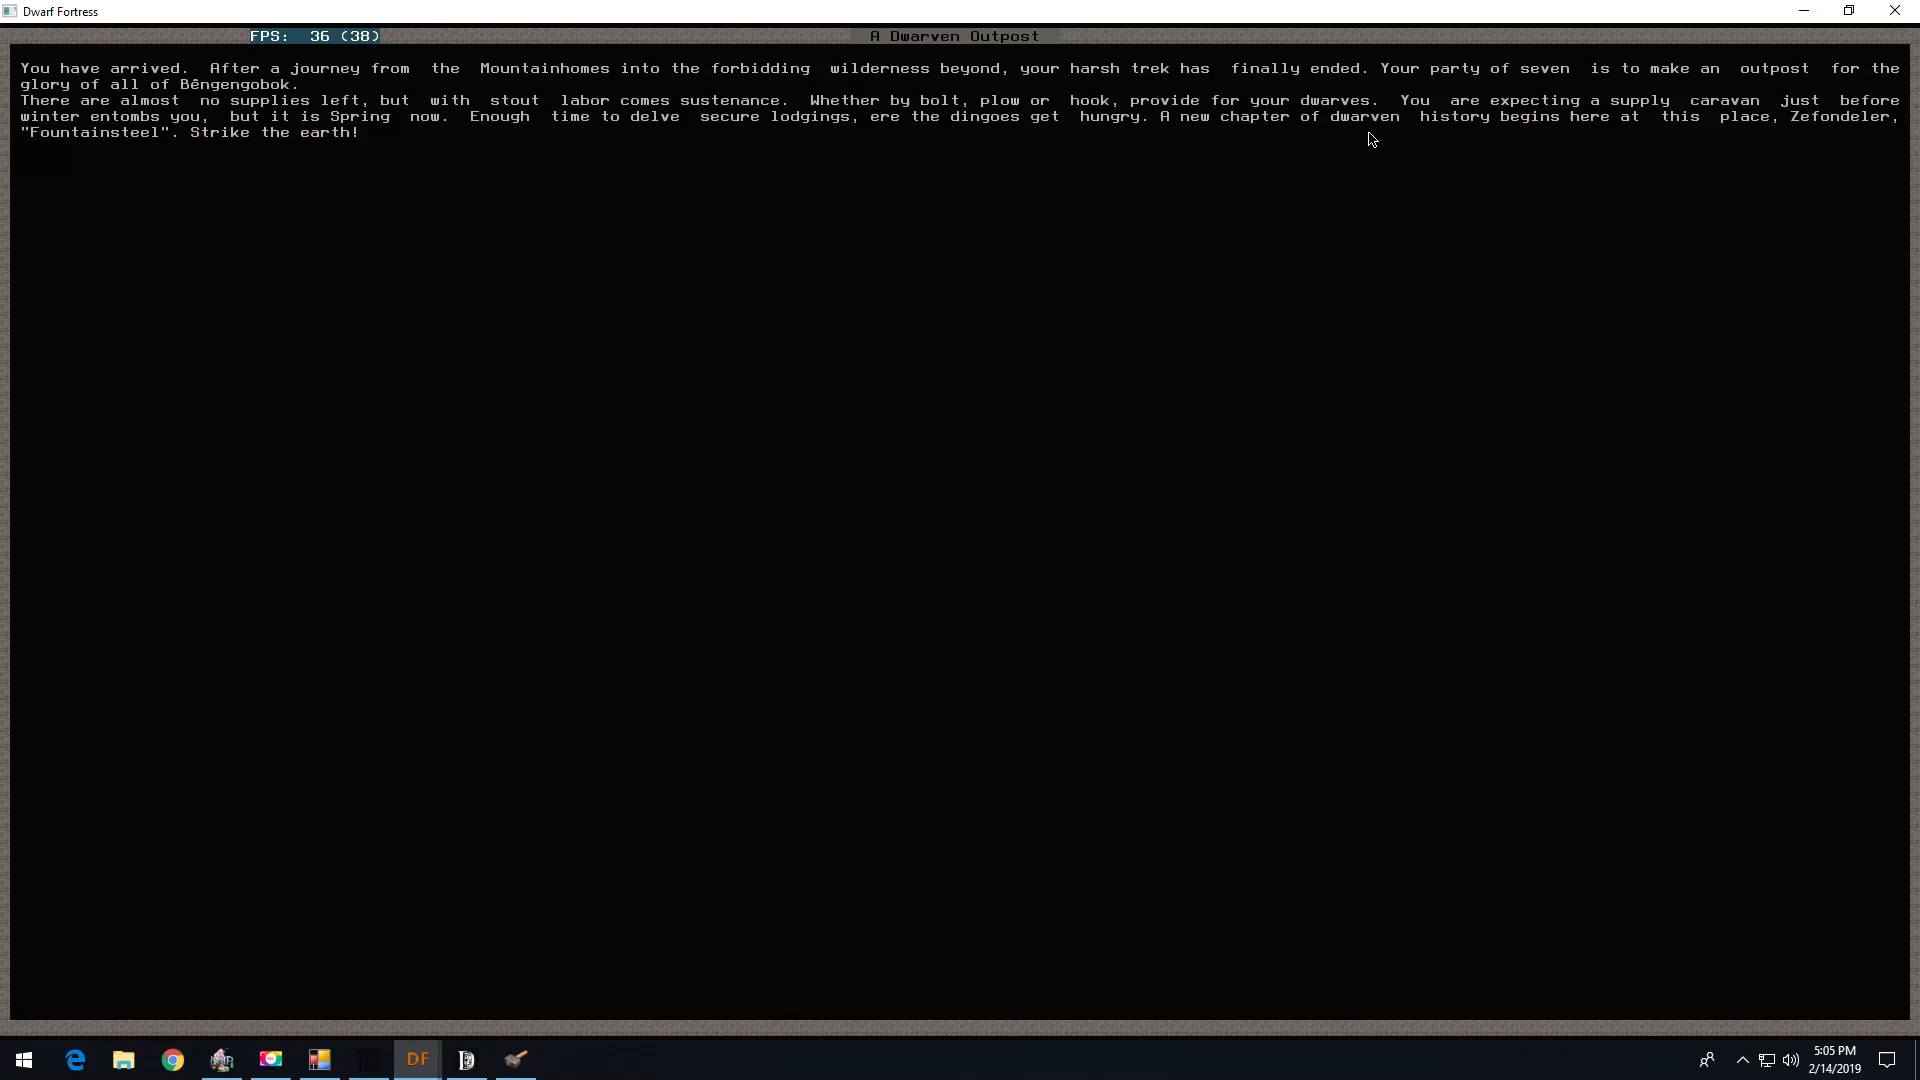 Dwarf Fortress
FPS: 36 (38)
A Dwarven Outpost
You have arrived. After a journey from the Mountainhomes into the forbidding wilderness beyond, your harsh trek has finally ended. Your party of seven is to make an outpost for the
glory of all of Bêngengobok.
There are almost no supplies left, but with stout labor comes sustenance. Whether by bolt, plow or hook, provide for your dwarves. You are expecting a supply caravan just before
winter entombs you, but it is Spring now. Enough time to delve secure lodgings, ere the dingoes get hungry. A new chapter of dwarven history begins here at this place, Zefondeler,
"Fountainsteel". Strike the earth!
DF
5:05 PM
2/14/2019